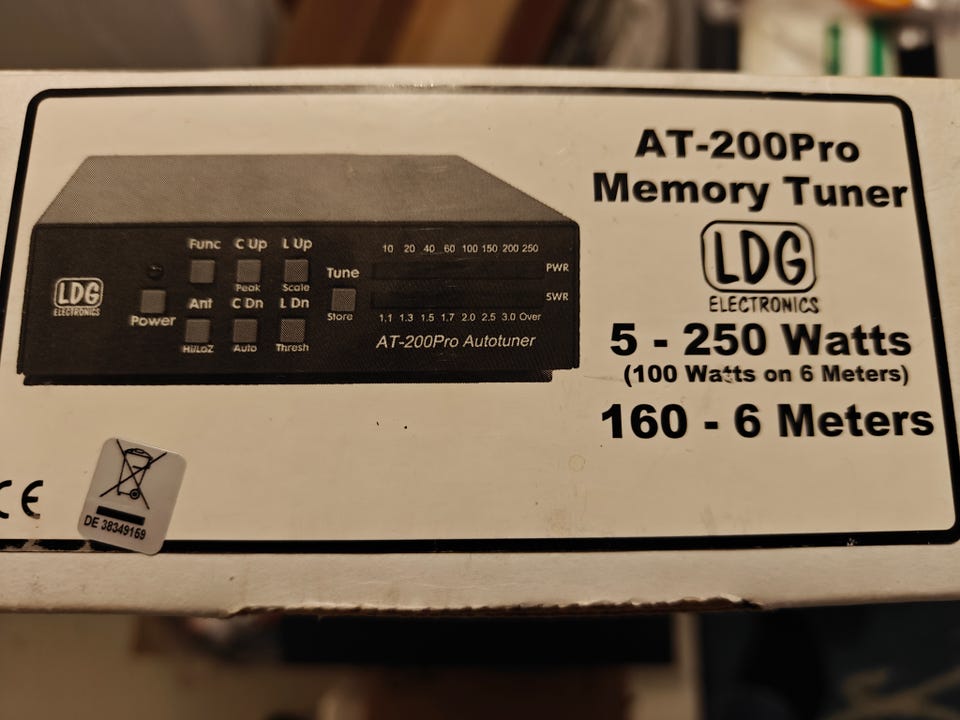 AT-200Pro
Memory Tuner
LDG
ELECTRONICS
5 - 250 Watts
(100 Watts on 6 Meters)
160 - 6 Meters
Func C Up L Up
Peak Scale
Ant C Dn L Dn
Hi/LoZ Auto Thresh
LDG
ELECTRONICS
Power
Tune
Store
10 20 40 60 100 150 200 250
PWR
SWR
1.1 1.3 1.5 1.7 2.0 2.5 3.0 Over
AT-200Pro Autotuner
CE
DE 38349159